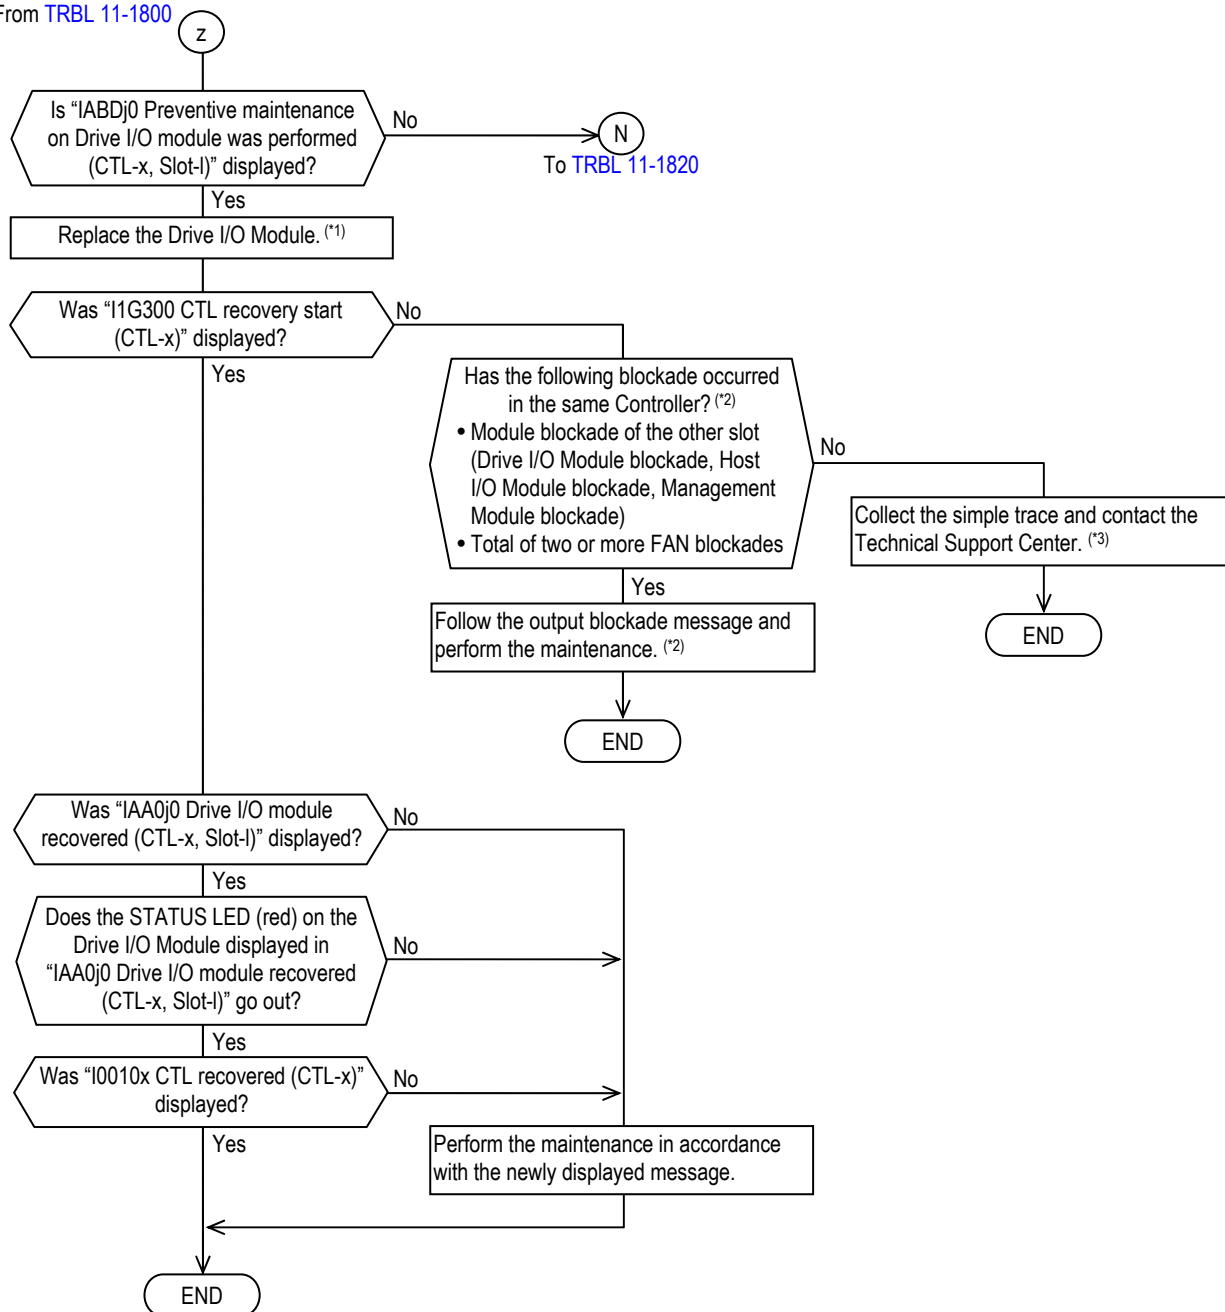 From TRBL 11-1800
z
Is “IABDj0 Preventive maintenance
on Drive I/O module was performed
(CTL-x, Slot-l)” displayed?
No
N
To TRBL 11-1820
Yes
Replace the Drive I/O Module. (*1)
Was “I1G300 CTL recovery start
(CTL-x)” displayed?
No
Yes
Has the following blockade occurred
in the same Controller? (*2)
• Module blockade of the other slot
(Drive I/O Module blockade, Host
I/O Module blockade, Management
Module blockade)
• Total of two or more FAN blockades
No
Collect the simple trace and contact the
Technical Support Center. (*3)
END
Yes
Follow the output blockade message and
perform the maintenance. (*2)
END
Was “IAA0j0 Drive I/O module
recovered (CTL-x, Slot-l)” displayed?
No
Yes
Does the STATUS LED (red) on the
Drive I/O Module displayed in
“IAA0j0 Drive I/O module recovered
(CTL-x, Slot-l)” go out?
No
Yes
Was “I0010x CTL recovered (CTL-x)”
displayed?
No
Yes
Perform the maintenance in accordance
with the newly displayed message.
END